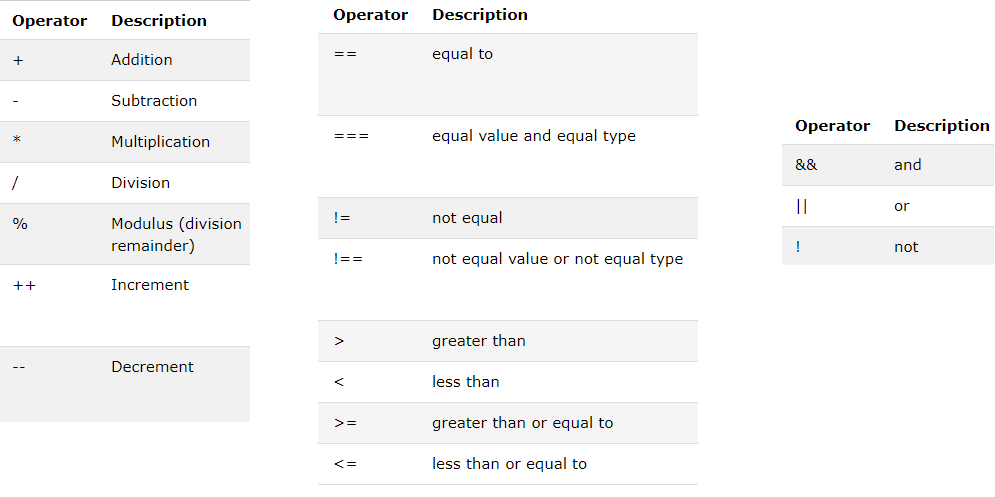 Operator Description
+ Addition
- Subtraction
* Multiplication
/ Division
% Modulus (division
remainder)
++ Increment
-- Decrement
Operator Description
== equal to
=== equal value and equal type
!= not equal
!== not equal value or not equal type
> greater than
< less than
>= greater than or equal to
<= less than or equal to
Operator Description
&& and
|| or
! not